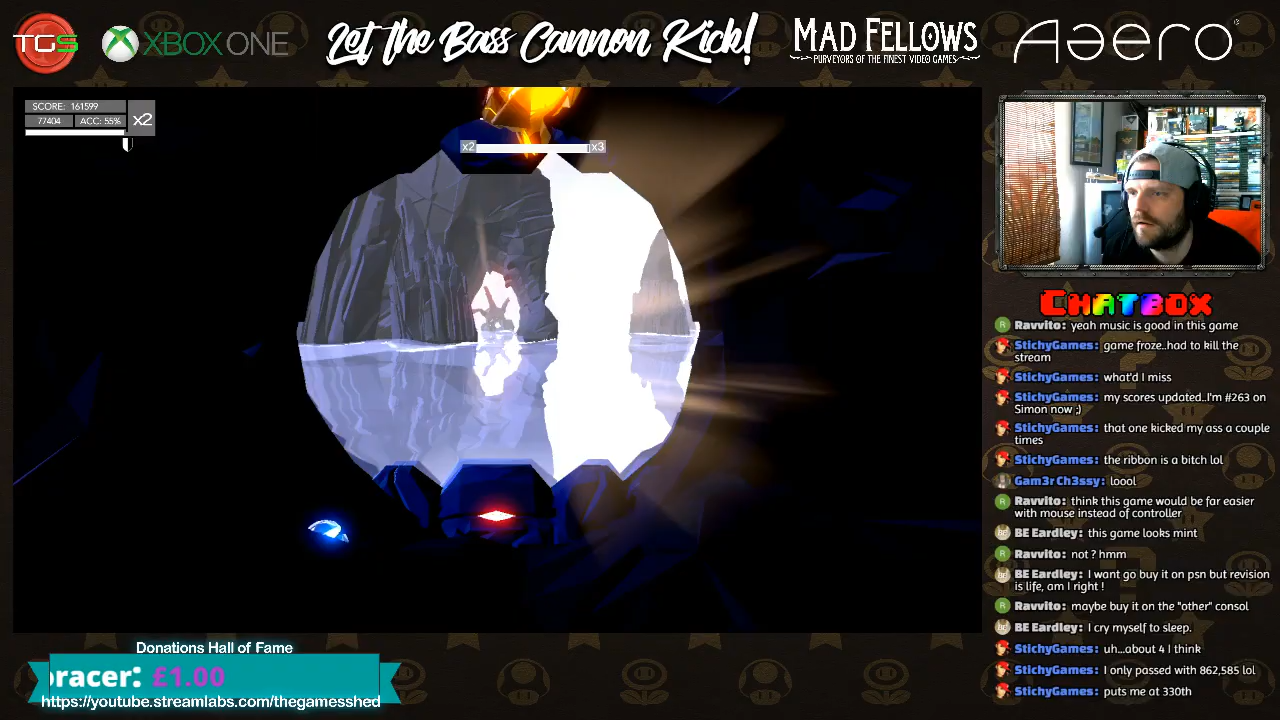 TGS
XBOX ONE
Let the Bass Cannon Kick!
MAD FELLOWS
PURVEYORS OF THE FINEST VIDEO GAMES
Aaero
SCORE: 161599
77404 ACC: 55% x2
x2 x3
CHATBOX
Ravvito: yeah music is good in this game
StichyGames: game froze..had to kill the
stream
StichyGames: what'd I miss
StichyGames: my scores updated..I'm #263 on
Simon now ;)
StichyGames: that one kicked my ass a couple
times
StichyGames: the ribbon is a bitch lol
Gam3r Ch3ssy: loool
Ravvito: think this game would be far easier
with mouse instead of controller
BE Eardley: this game looks mint
Ravvito: not ? hmm
BE Eardley: I want go buy it on psn but revision
is life, am I right !
Ravvito: maybe buy it on the "other" consol
BE Eardley: I cry myself to sleep.
StichyGames: uh...about 4 I think
StichyGames: I only passed with 862,585 lol
StichyGames: puts me at 330th
Donations Hall of Fame
racer: £1.00
https://youtube.streamlabs.com/thegamesshed